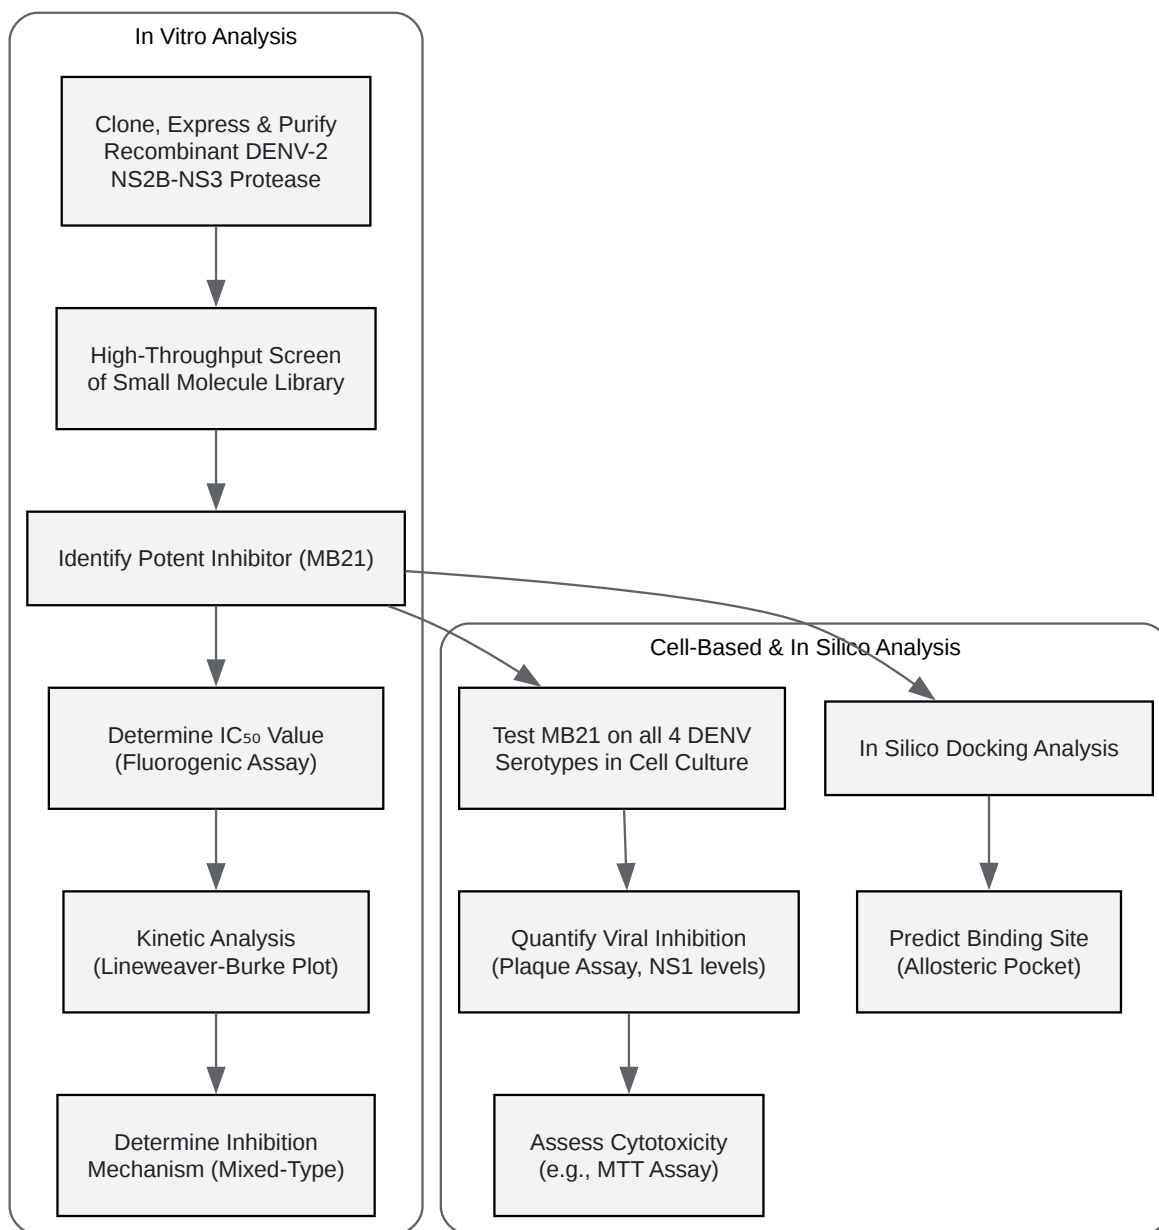 In Vitro Analysis
Clone, Express & Purify
Recombinant DENV-2
NS2B-NS3 Protease
High-Throughput Screen
of Small Molecule Library
Identify Potent Inhibitor (MB21)
Determine IC₅₀ Value
(Fluorogenic Assay)
Kinetic Analysis
(Lineweaver-Burke Plot)
Determine Inhibition
Mechanism (Mixed-Type)
Cell-Based & In Silico Analysis
Test MB21 on all 4 DENV
Serotypes in Cell Culture
Quantify Viral Inhibition
(Plaque Assay, NS1 levels)
Assess Cytotoxicity
(e.g., MTT Assay)
In Silico Docking Analysis
Predict Binding Site
(Allosteric Pocket)